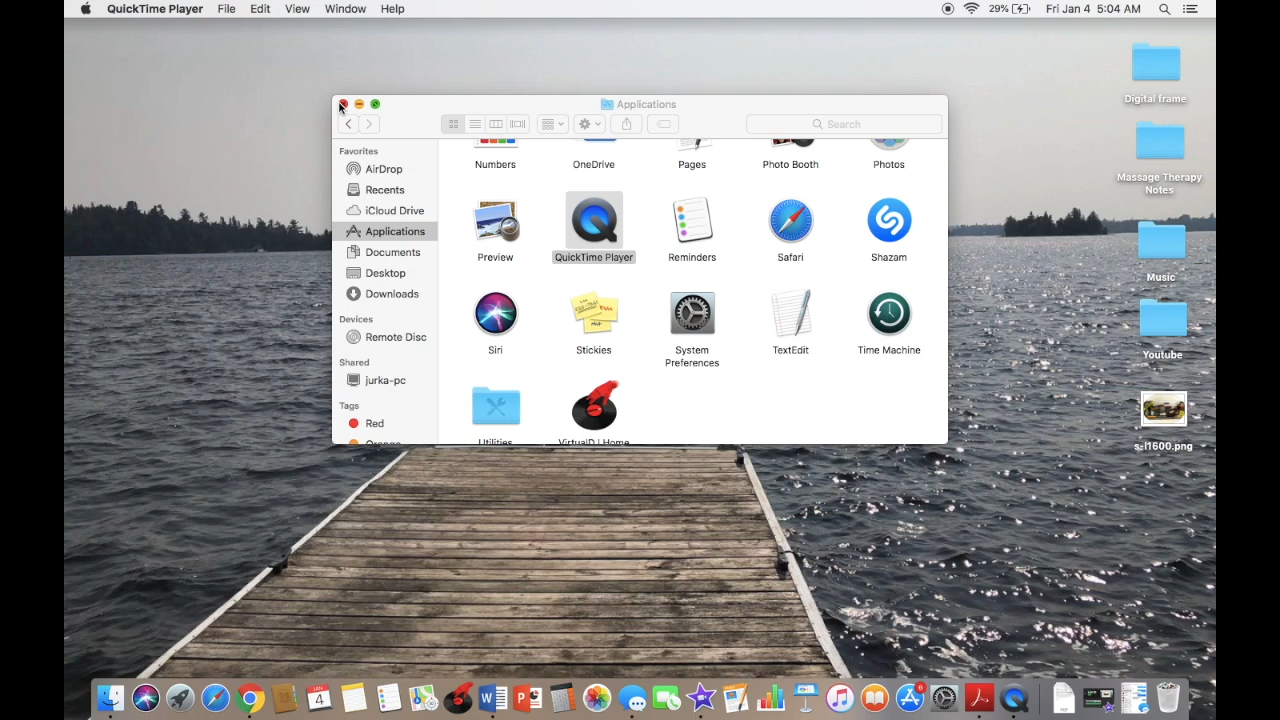 QuickTime Player File Edit View Window Help 29% Fri Jan 4 5:04 AM
Applications
Search
Favorites
AirDrop
Recents
iCloud Drive
Applications
Documents
Desktop
Downloads
Devices
Remote Disc
Shared
jurka-pc
Tags
Red
Orange
Numbers OneDrive Pages Photo Booth Photos
Preview QuickTime Player Reminders Safari Shazam
Siri Stickies System Preferences TextEdit Time Machine
Utilities VirtualDJ Home
Digital frame
Massage Therapy
Notes
Music
Youtube
s-l1600.png